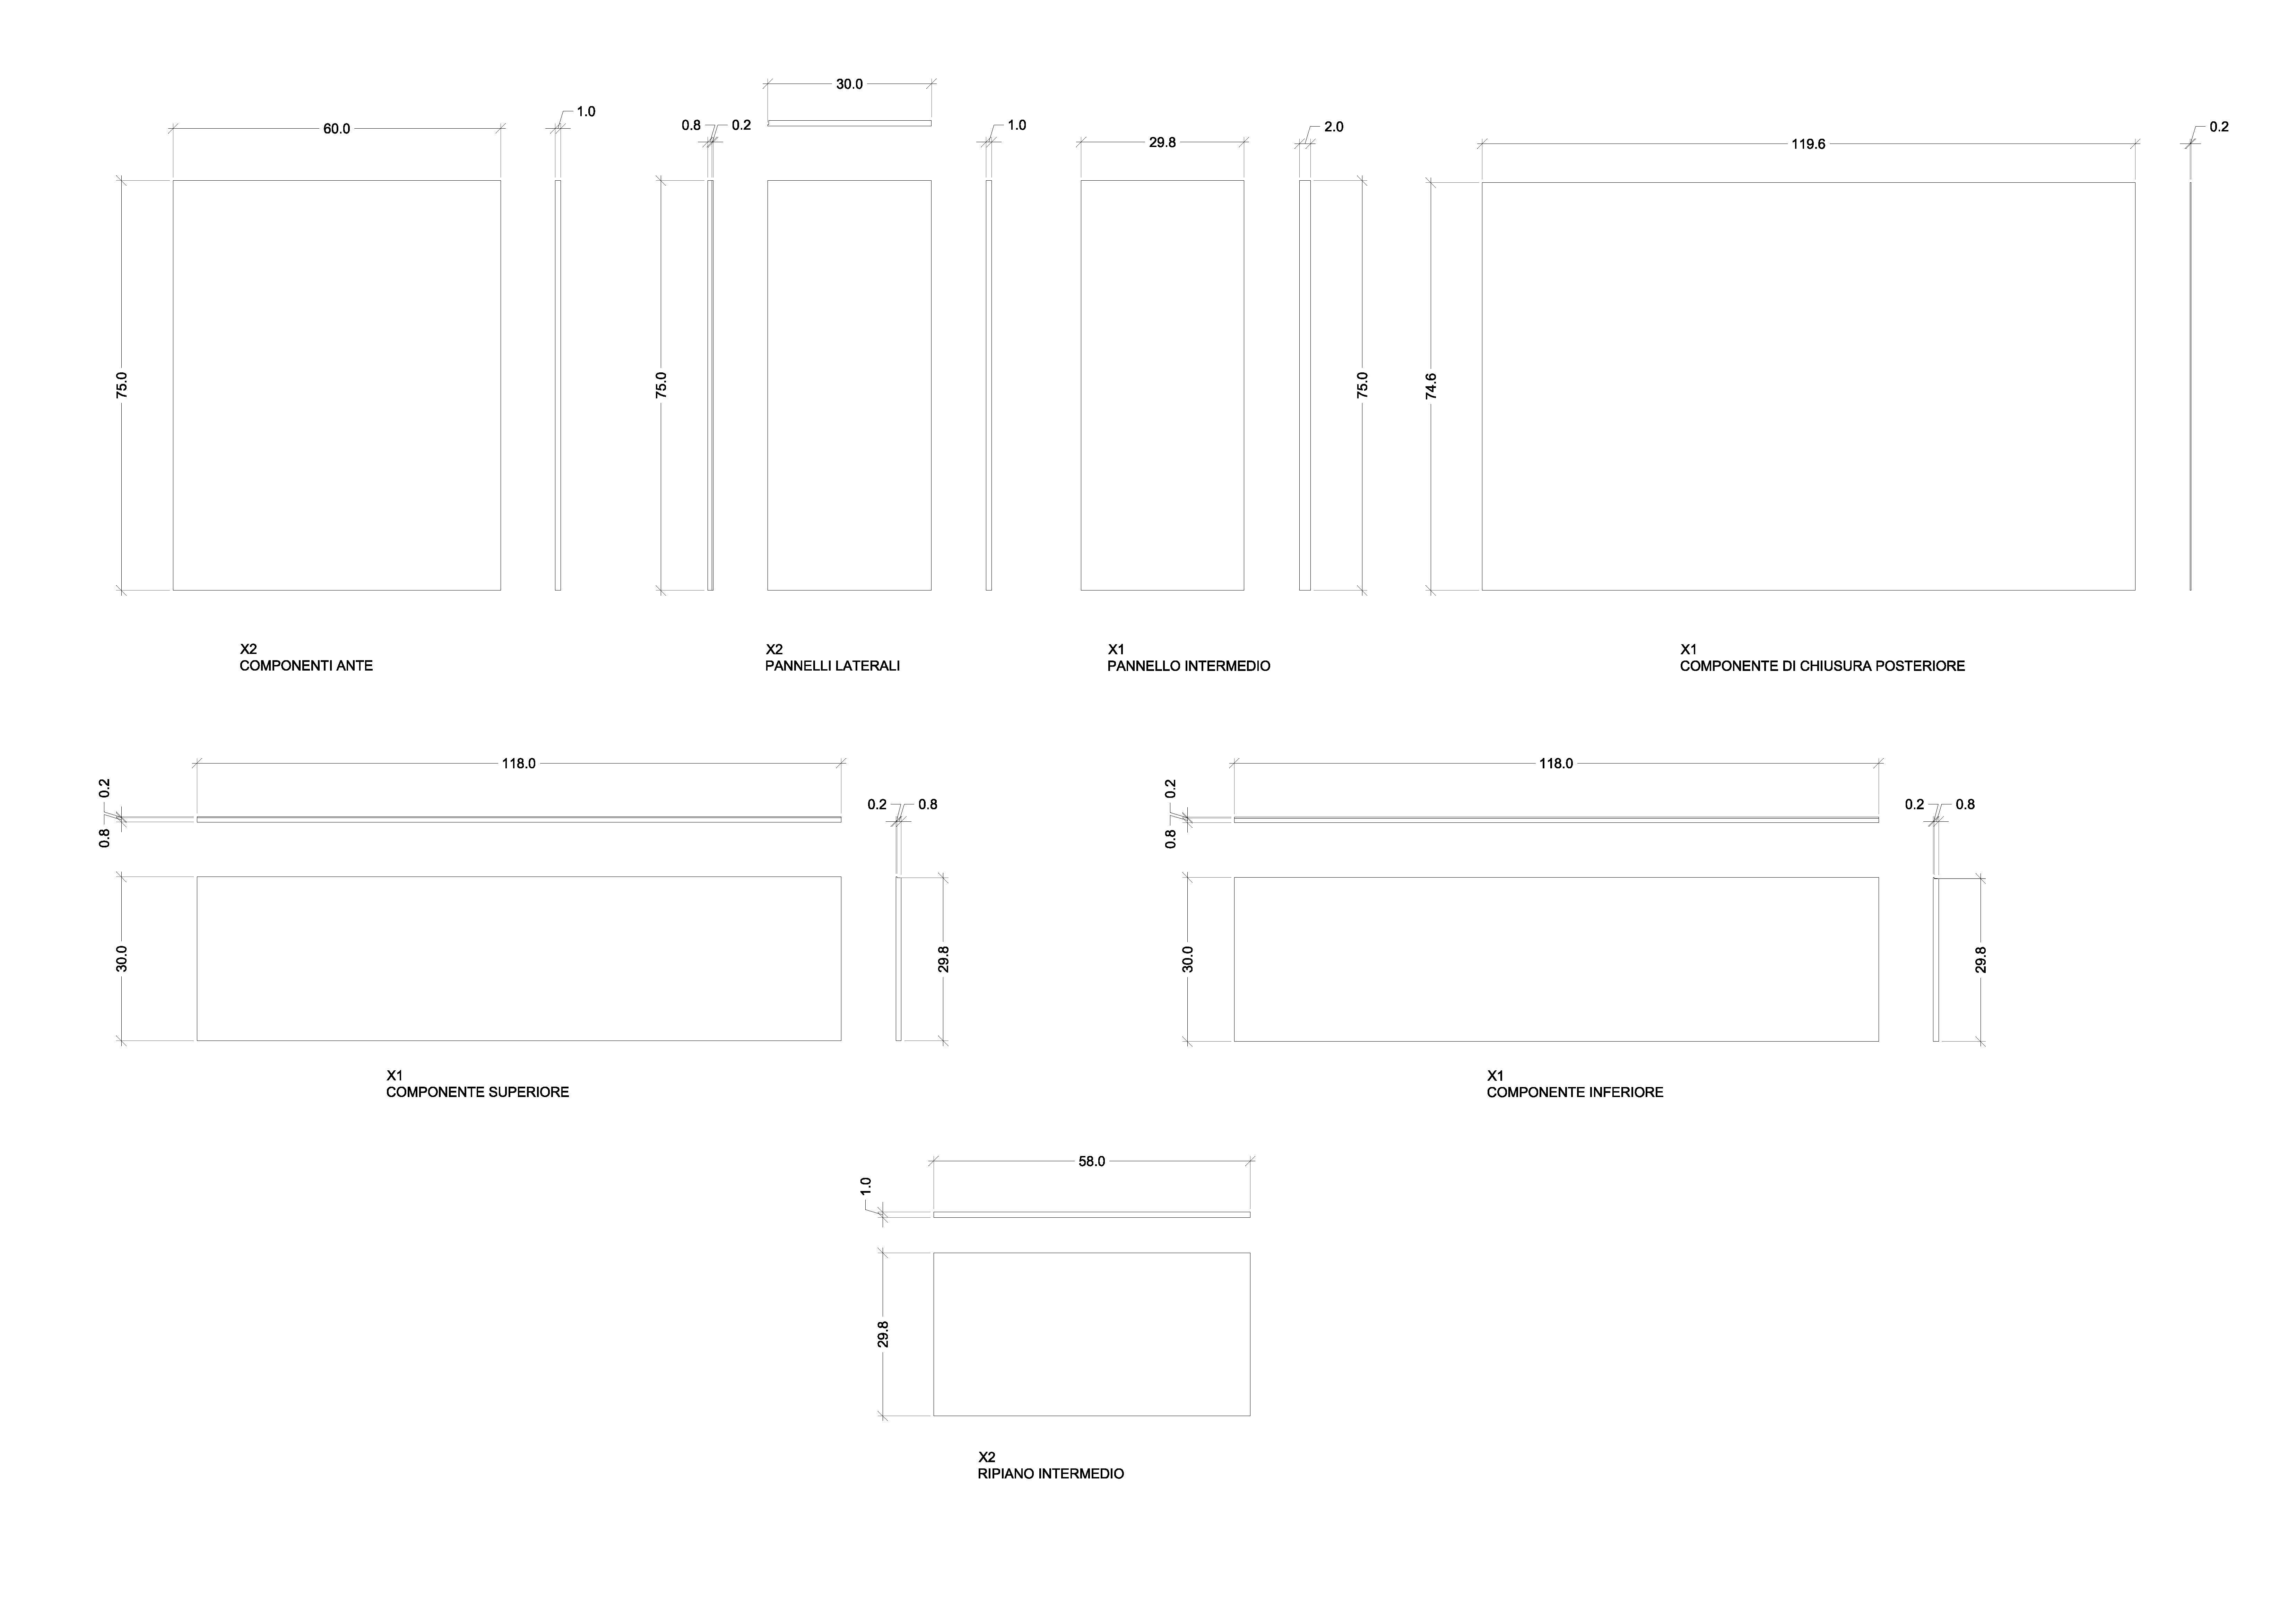 30.0
60.0
1.0
0.8
0.2
1.0
29.8
2.0
119.6
0.2
75.0
75.0
75.0
74.6
X2
COMPONENTI ANTE
X2
PANNELLI LATERALI
X1
PANNELLO INTERMEDIO
X1
COMPONENTE DI CHIUSURA POSTERIORE
118.0
0.2
0.8
0.2
0.8
30.0
29.8
X1
COMPONENTE SUPERIORE
118.0
0.2
0.8
0.2
0.8
30.0
29.8
X1
COMPONENTE INFERIORE
58.0
1.0
29.8
X2
RIPIANO INTERMEDIO